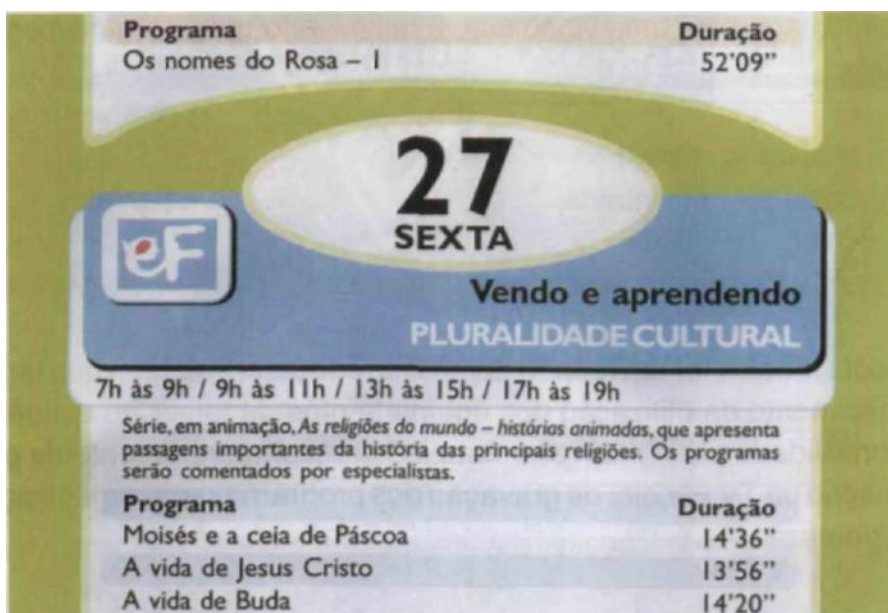 Programa Duração
Os nomes do Rosa – I 52'09"
27
SEXTA
eF
Vendo e aprendendo
PLURALIDADE CULTURAL
7h às 9h / 9h às 11h / 13h às 15h / 17h às 19h
Série, em animação, As religiões do mundo – histórias animadas, que apresenta
passagens importantes da história das principais religiões. Os programas
serão comentados por especialistas.
Programa Duração
Moisés e a ceia de Páscoa 14'36"
A vida de Jesus Cristo 13'56"
A vida de Buda 14'20"